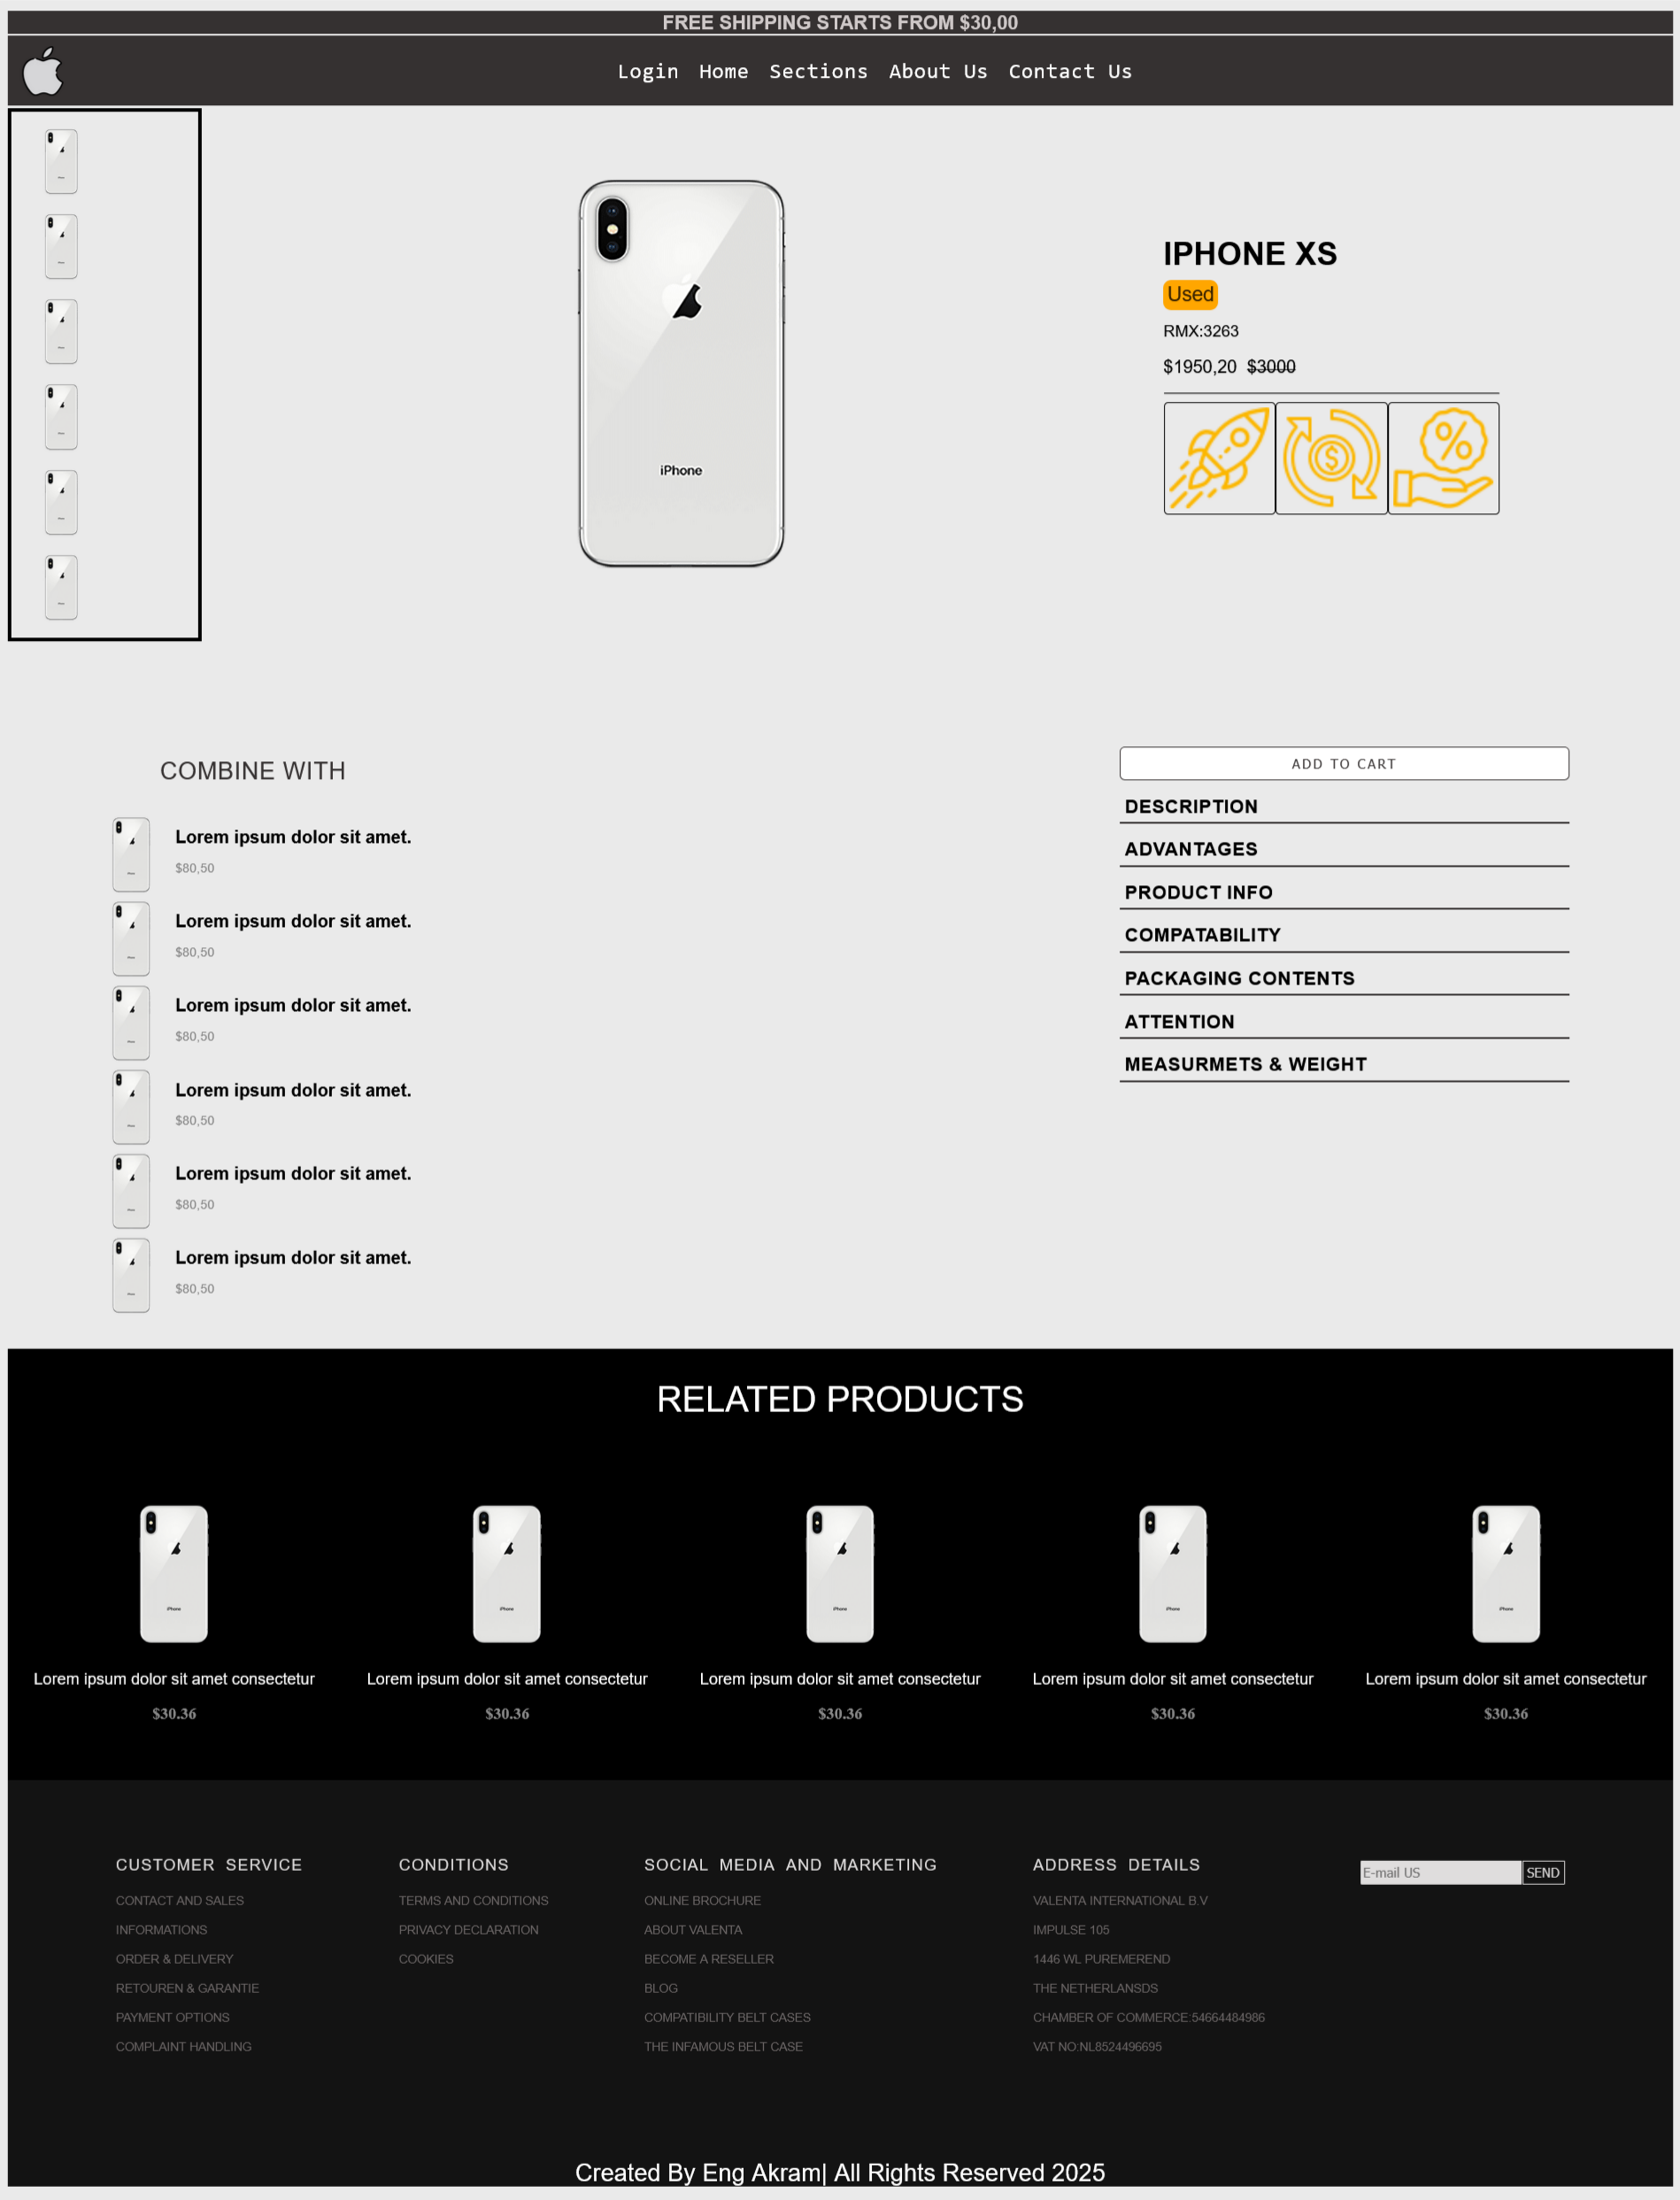 FREE SHIPPING STARTS FROM $30,00
Login Home Sections About Us Contact Us
iPhone
IPHONE XS
Used
RMX:3263
$1950,20 $3000
COMBINE WITH
Lorem ipsum dolor sit amet.
$80,50
Lorem ipsum dolor sit amet.
$80,50
Lorem ipsum dolor sit amet.
$80,50
Lorem ipsum dolor sit amet.
$80,50
Lorem ipsum dolor sit amet.
$80,50
Lorem ipsum dolor sit amet.
$80,50
ADD TO CART
DESCRIPTION
ADVANTAGES
PRODUCT INFO
COMPATABILITY
PACKAGING CONTENTS
ATTENTION
MEASURMETS & WEIGHT
RELATED PRODUCTS
iPhone
Lorem ipsum dolor sit amet consectetur
$30.36
iPhone
Lorem ipsum dolor sit amet consectetur
$30.36
iPhone
Lorem ipsum dolor sit amet consectetur
$30.36
iPhone
Lorem ipsum dolor sit amet consectetur
$30.36
iPhone
Lorem ipsum dolor sit amet consectetur
$30.36
CUSTOMER SERVICE
CONTACT AND SALES
INFORMATIONS
ORDER & DELIVERY
RETOUREN & GARANTIE
PAYMENT OPTIONS
COMPLAINT HANDLING
CONDITIONS
TERMS AND CONDITIONS
PRIVACY DECLARATION
COOKIES
SOCIAL MEDIA AND MARKETING
ONLINE BROCHURE
ABOUT VALENTA
BECOME A RESELLER
BLOG
COMPATIBILITY BELT CASES
THE INFAMOUS BELT CASE
ADDRESS DETAILS
VALENTA INTERNATIONAL B.V
IMPULSE 105
1446 WL PUREMEREND
THE NETHERLANSDS
CHAMBER OF COMMERCE:54664484986
VAT NO:NL8524496695
E-mail US
SEND
Created By Eng Akram| All Rights Reserved 2025